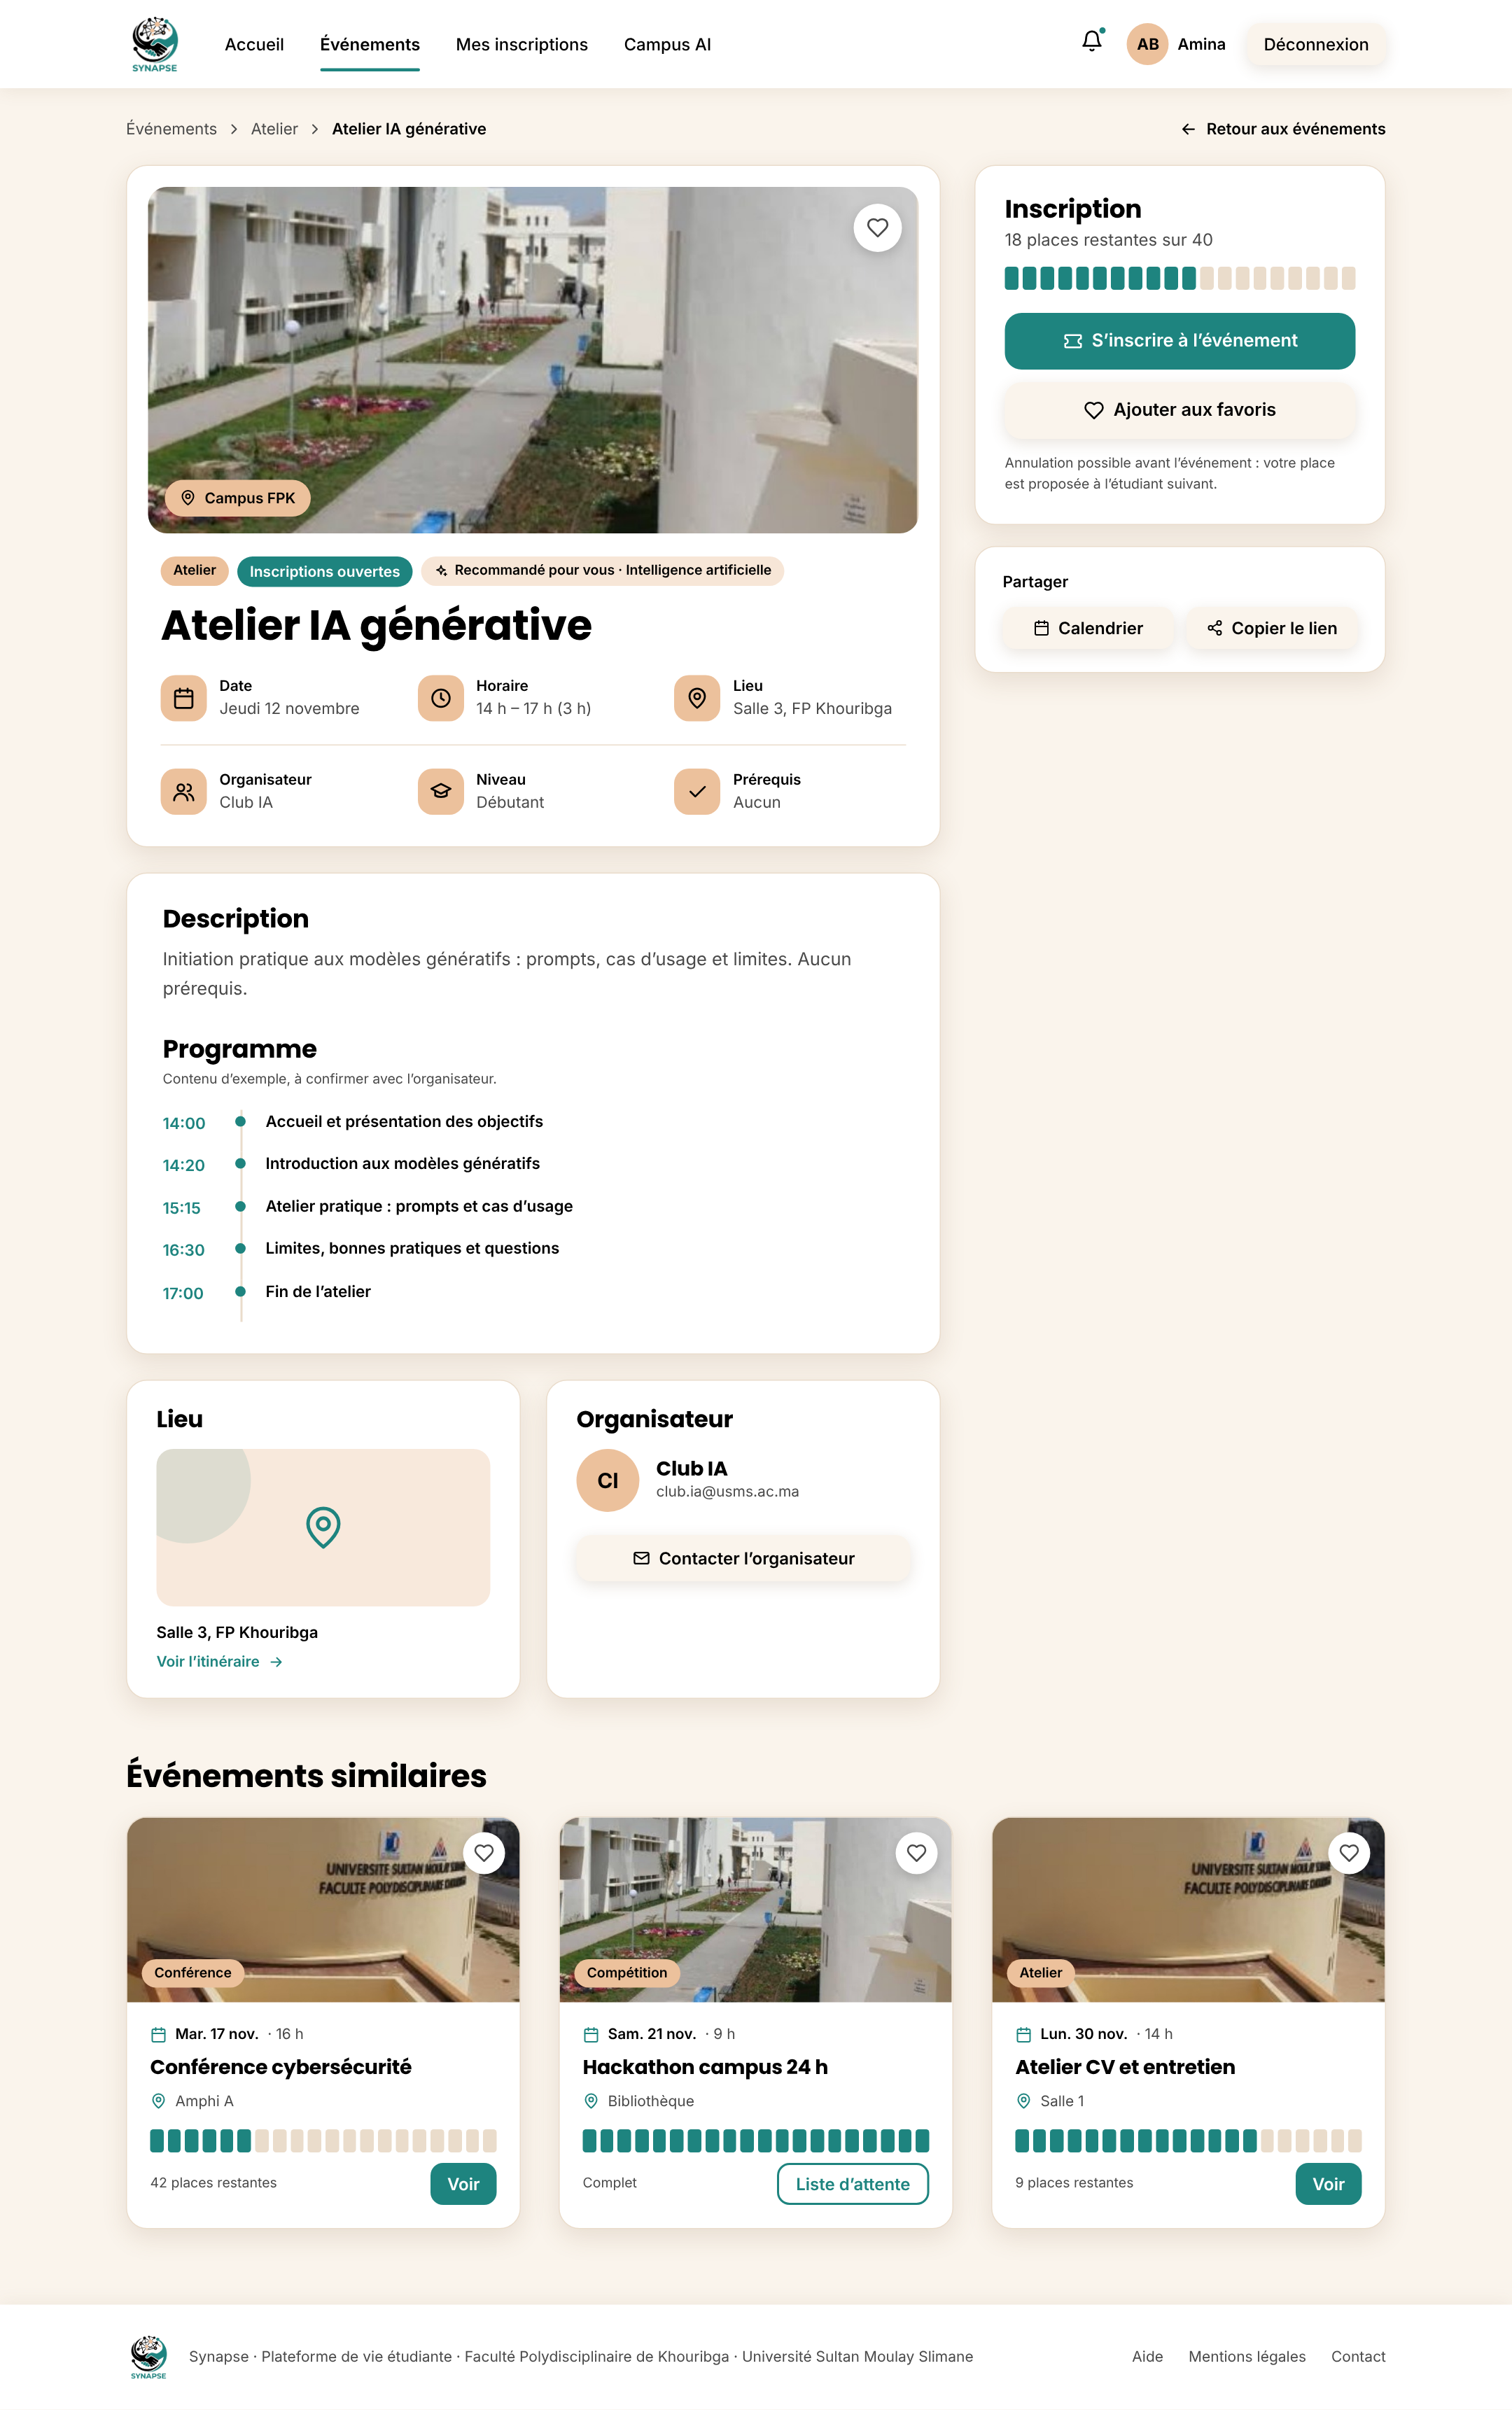 SYNAPSE
Accueil
Événements
Mes inscriptions
Campus AI
AB
Amina
Déconnexion
Événements > Atelier > Atelier IA générative
← Retour aux événements
Campus FPK
Atelier
Inscriptions ouvertes
Recommandé pour vous · Intelligence artificielle
Atelier IA générative
Date
Jeudi 12 novembre
Horaire
14 h – 17 h (3 h)
Lieu
Salle 3, FP Khouribga
Organisateur
Club IA
Niveau
Débutant
Prérequis
Aucun
Inscription
18 places restantes sur 40
S’inscrire à l’événement
Ajouter aux favoris
Annulation possible avant l’événement : votre place
est proposée à l’étudiant suivant.
Partager
Calendrier
Copier le lien
Description
Initiation pratique aux modèles génératifs : prompts, cas d’usage et limites. Aucun
prérequis.
Programme
Contenu d’exemple, à confirmer avec l’organisateur.
14:00 Accueil et présentation des objectifs
14:20 Introduction aux modèles génératifs
15:15 Atelier pratique : prompts et cas d’usage
16:30 Limites, bonnes pratiques et questions
17:00 Fin de l’atelier
Lieu
Salle 3, FP Khouribga
Voir l’itinéraire →
Organisateur
CI
Club IA
club.ia@usms.ac.ma
Contacter l’organisateur
Événements similaires
UNIVERSITE SULTAN MOULAY
FACULTE POLYDISCIPLINAIRE
Conférence
Mar. 17 nov. · 16 h
Conférence cybersécurité
Amphi A
42 places restantes
Voir
Compétition
Sam. 21 nov. · 9 h
Hackathon campus 24 h
Bibliothèque
Complet
Liste d’attente
UNIVERSITE SULTAN MOULAY
FACULTE POLYDISCIPLINAIRE
Atelier
Lun. 30 nov. · 14 h
Atelier CV et entretien
Salle 1
9 places restantes
Voir
SYNAPSE
Synapse · Plateforme de vie étudiante · Faculté Polydisciplinaire de Khouribga · Université Sultan Moulay Slimane
Aide
Mentions légales
Contact